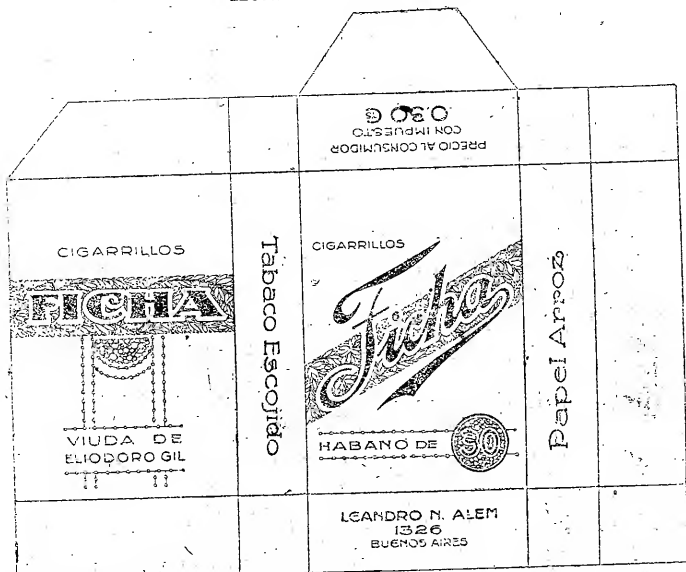 PRECIO AL CONSUMIDOR
CON IMPUESTO
0.30 G
CIGARRILLOS
FICHA
VIUDA DE
ELIODORO GIL
Tabaco Escojido
CIGARRILLOS
Ficha
HABANO DE
30
LEANDRO N. ALEM
1326
BUENOS AIRES
Papel Arroz